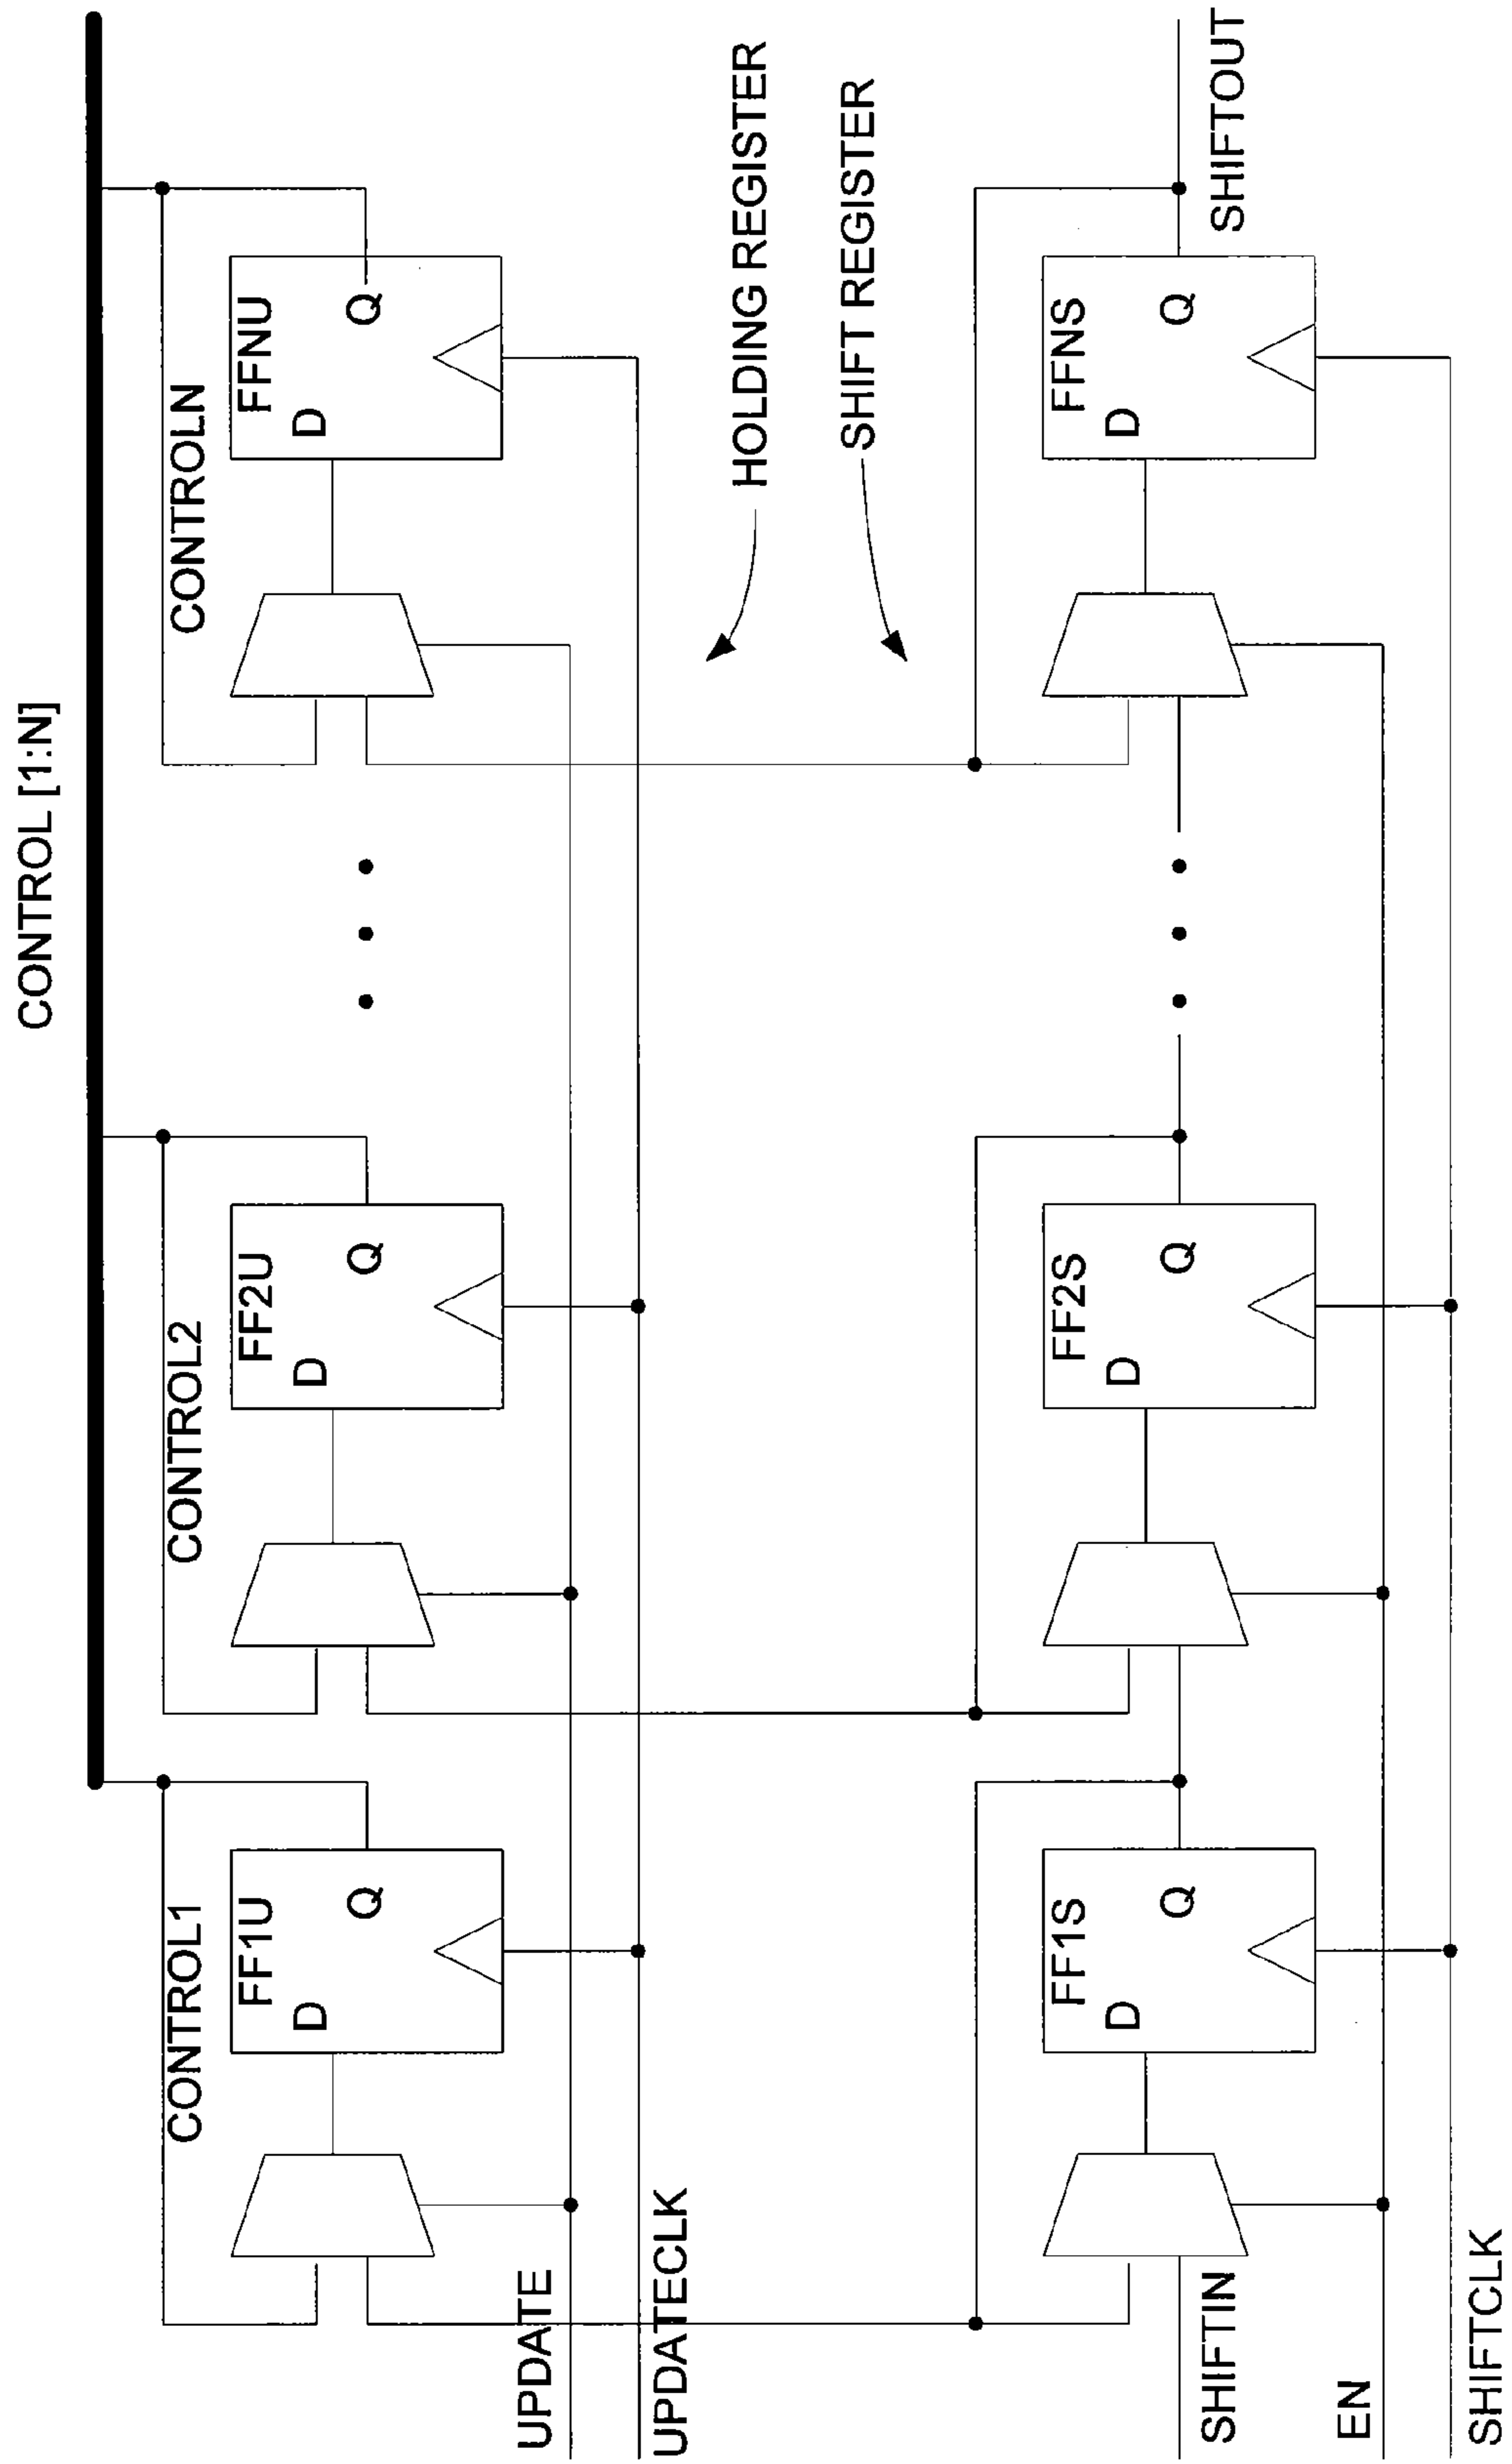 CONTROL [1:N]
CONTROL1
CONTROL2
CONTROLN
FF1U
D
Q
FF2U
D
Q
FFNU
D
Q
UPDATE
UPDATECLK
HOLDING REGISTER
SHIFT REGISTER
FF1S
D
Q
FF2S
D
Q
FFNS
D
Q
SHIFTIN
SHIFTOUT
EN
SHIFTCLK